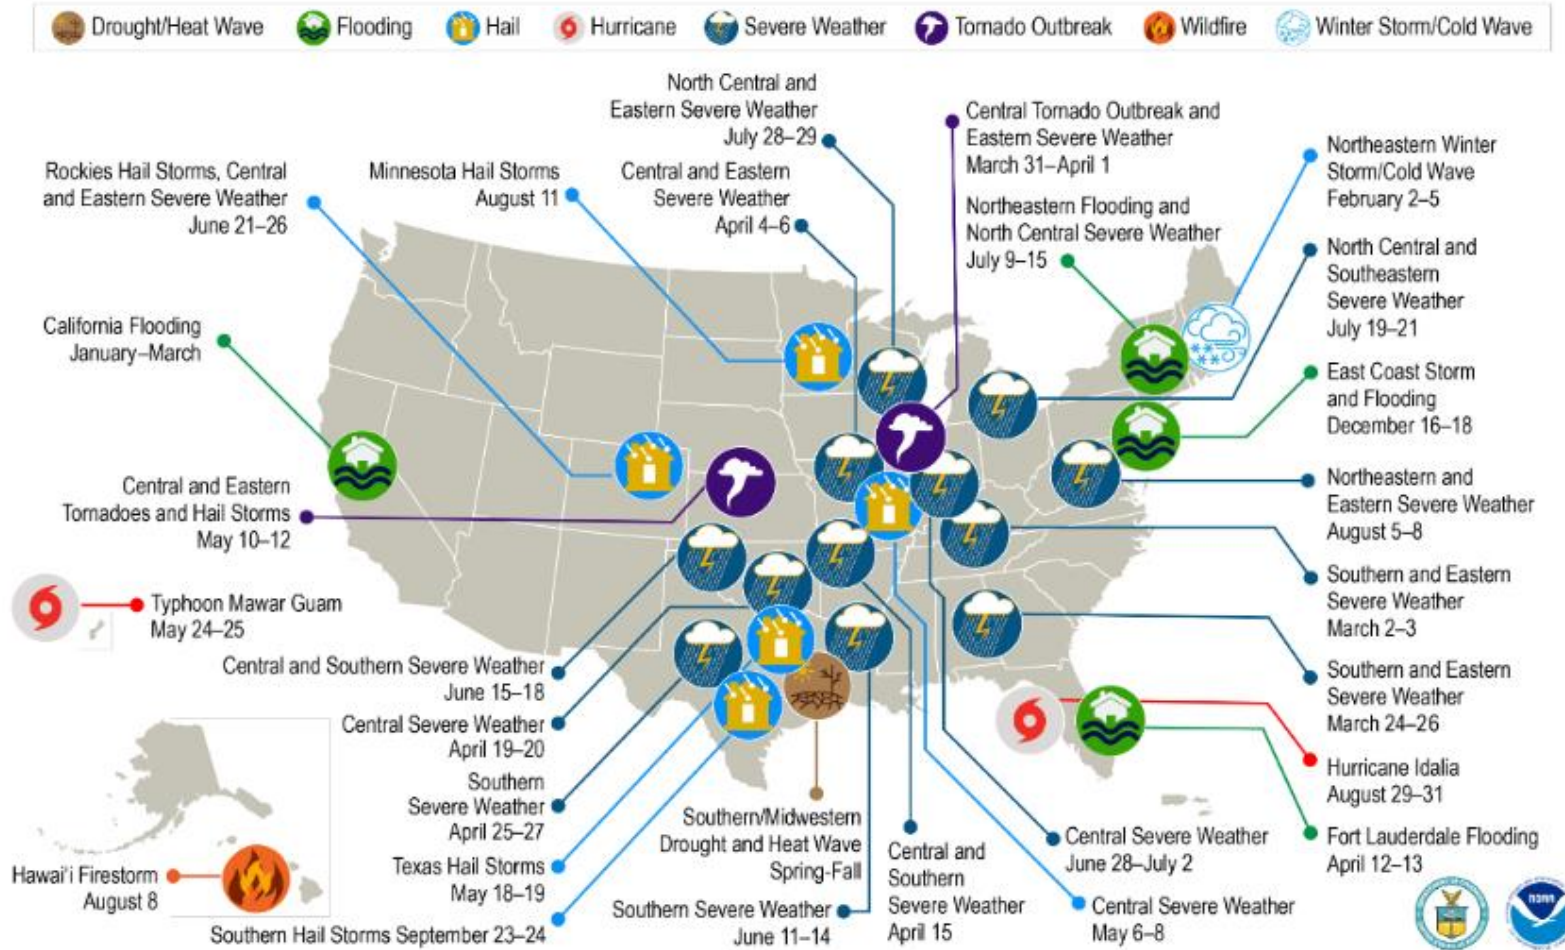 Drought/Heat Wave
Flooding
Hail
Hurricane
Severe Weather
Tornado Outbreak
Wildfire
Winter Storm/Cold Wave
North Central and
Eastern Severe Weather
July 28–29
Central Tornado Outbreak and
Eastern Severe Weather
March 31–April 1
Northeastern Winter
Storm/Cold Wave
February 2–5
Rockies Hail Storms, Central
and Eastern Severe Weather
June 21–26
Minnesota Hail Storms
August 11
Central and Eastern
Severe Weather
April 4–6
Northeastern Flooding and
North Central Severe Weather
July 9–15
North Central and
Southeastern
Severe Weather
July 19–21
California Flooding
January–March
East Coast Storm
and Flooding
December 16–18
Central and Eastern
Tornadoes and Hail Storms
May 10–12
Northeastern and
Eastern Severe Weather
August 5–8
Typhoon Mawar Guam
May 24–25
Southern and Eastern
Severe Weather
March 2–3
Central and Southern Severe Weather
June 15–18
Southern and Eastern
Severe Weather
March 24–26
Central Severe Weather
April 19–20
Southern
Severe Weather
April 25–27
Hurricane Idalia
August 29–31
Texas Hail Storms
May 18–19
Southern/Midwestern
Drought and Heat Wave
Spring-Fall
Central and
Southern
Severe Weather
April 15
Central Severe Weather
June 28–July 2
Fort Lauderdale Flooding
April 12–13
Hawai'i Firestorm
August 8
Southern Hail Storms September 23–24
Southern Severe Weather
June 11–14
Central Severe Weather
May 6–8
noaa